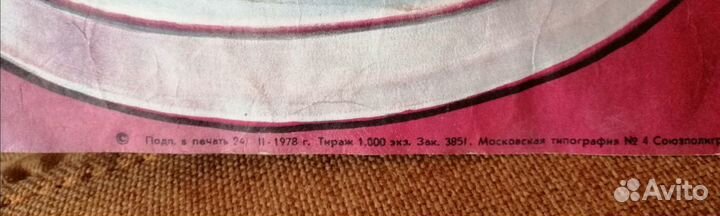 © Подп. в печать 24/ II-1978 г. Тираж 1,000 экз. Зак. 3851. Московская типография № 4 Союзполигр
Avito